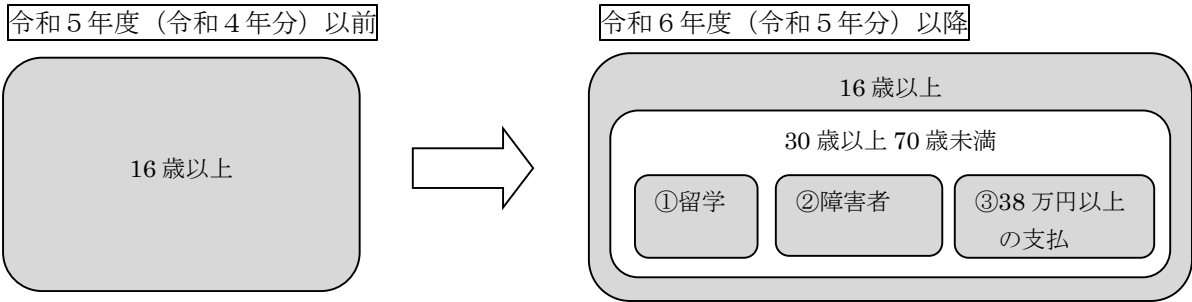 令和５年度（令和４年分）以前
16歳以上
令和６年度（令和５年分）以降
16歳以上
30歳以上70歳未満
①留学
②障害者
③38万円以上
の支払